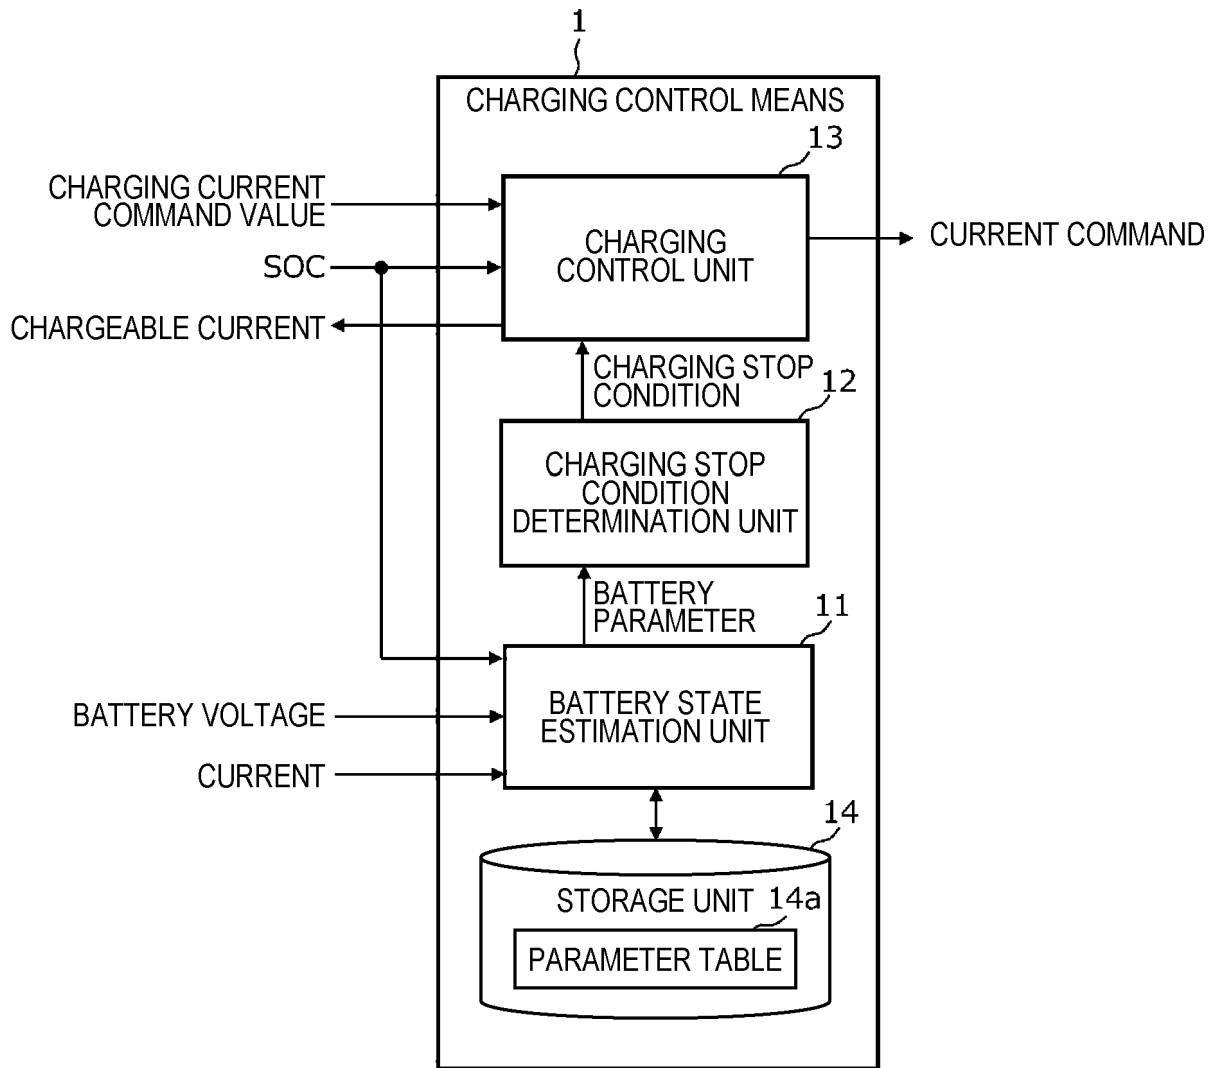 1
CHARGING CONTROL MEANS
13
CHARGING CURRENT
COMMAND VALUE
CHARGING
CONTROL UNIT
CURRENT COMMAND
SOC
CHARGEABLE CURRENT
CHARGING STOP
CONDITION
12
CHARGING STOP
CONDITION
DETERMINATION UNIT
BATTERY
PARAMETER
11
BATTERY STATE
ESTIMATION UNIT
BATTERY VOLTAGE
CURRENT
14
STORAGE UNIT
14a
PARAMETER TABLE